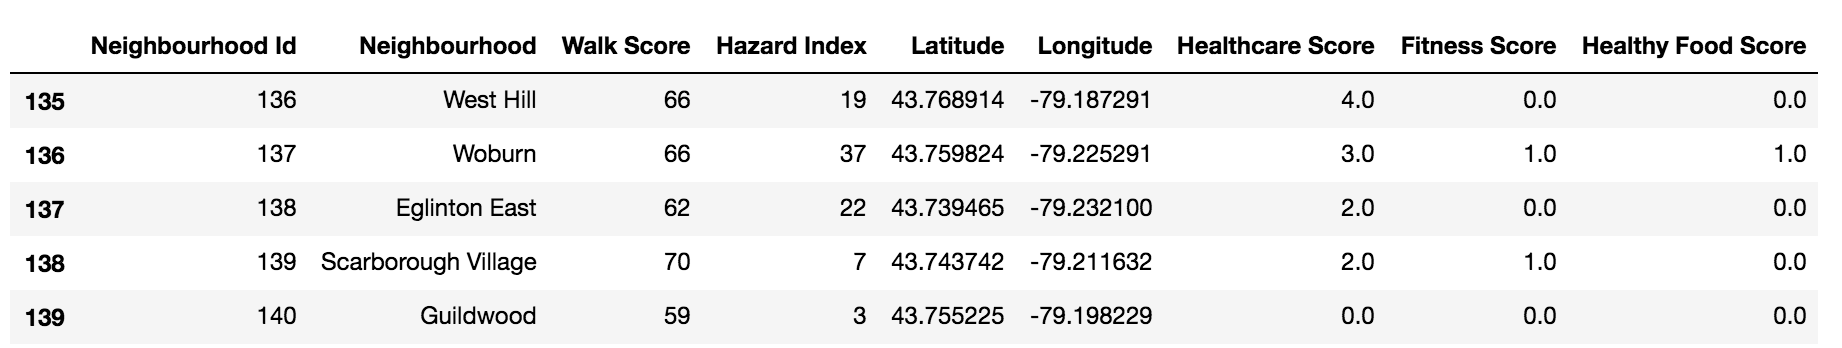 Neighbourhood Id Neighbourhood Walk Score Hazard Index Latitude Longitude Healthcare Score Fitness Score Healthy Food Score
135 136 West Hill 66 19 43.768914 -79.187291 4.0 0.0 0.0
136 137 Woburn 66 37 43.759824 -79.225291 3.0 1.0 1.0
137 138 Eglinton East 62 22 43.739465 -79.232100 2.0 0.0 0.0
138 139 Scarborough Village 70 7 43.743742 -79.211632 2.0 1.0 0.0
139 140 Guildwood 59 3 43.755225 -79.198229 0.0 0.0 0.0